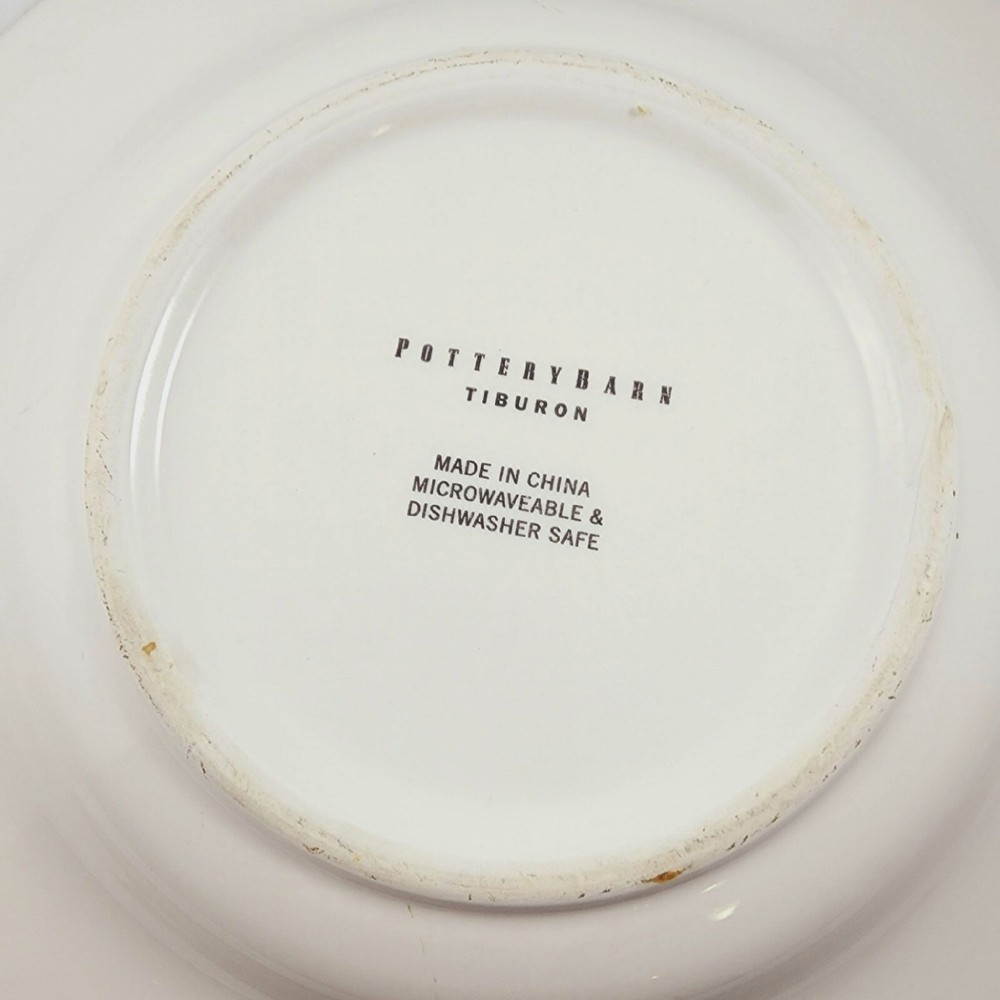 POTTERYBARN
TIBURON
MADE IN CHINA
MICROWAVEABLE &
DISHWASHER SAFE